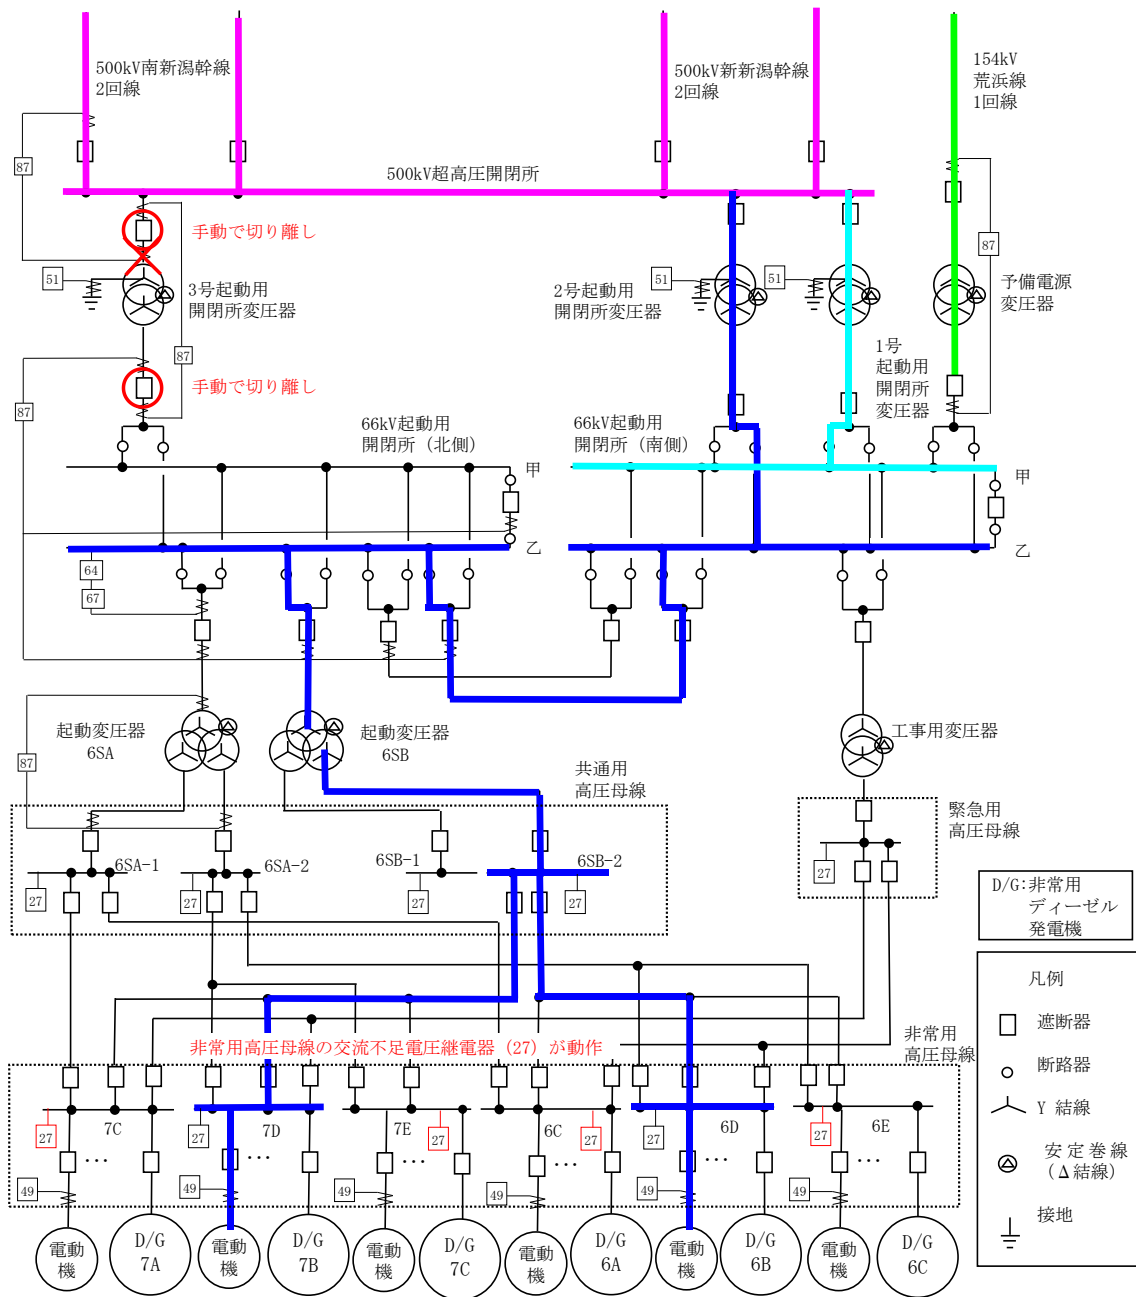 500kV南新潟幹線
2回線
500kV新新潟幹線
2回線
154kV
荒浜線
1回線
87
500kV超高圧開閉所
手動で切り離し
87
51
51
51
3号起動用
開閉所変圧器
2号起動用
開閉所変圧器
予備電源
変圧器
87
1号
起動用
開閉所
変圧器
手動で切り離し
87
66kV起動用
開閉所（北側）
66kV起動用
開閉所（南側）
甲
甲
乙
乙
64
67
起動変圧器
6SA
起動変圧器
6SB
工事用変圧器
87
共通用
高圧母線
緊急用
高圧母線
6SA-1
6SA-2
6SB-1
6SB-2
27
27
27
27
27
D/G:非常用
ディーゼル
発電機
凡例
遮断器
断路器
Y 結線
安定巻線
(Δ結線)
接地
非常用高圧母線の交流不足電圧継電器（27）が動作
非常用
高圧母線
7C
7D
7E
6C
6D
6E
27
27
27
27
27
27
…
…
…
…
…
…
49
49
49
49
49
49
電動
機
D/G
7A
電動
機
D/G
7B
電動
機
D/G
7C
電動
機
D/G
6A
電動
機
D/G
6B
電動
機
D/G
6C